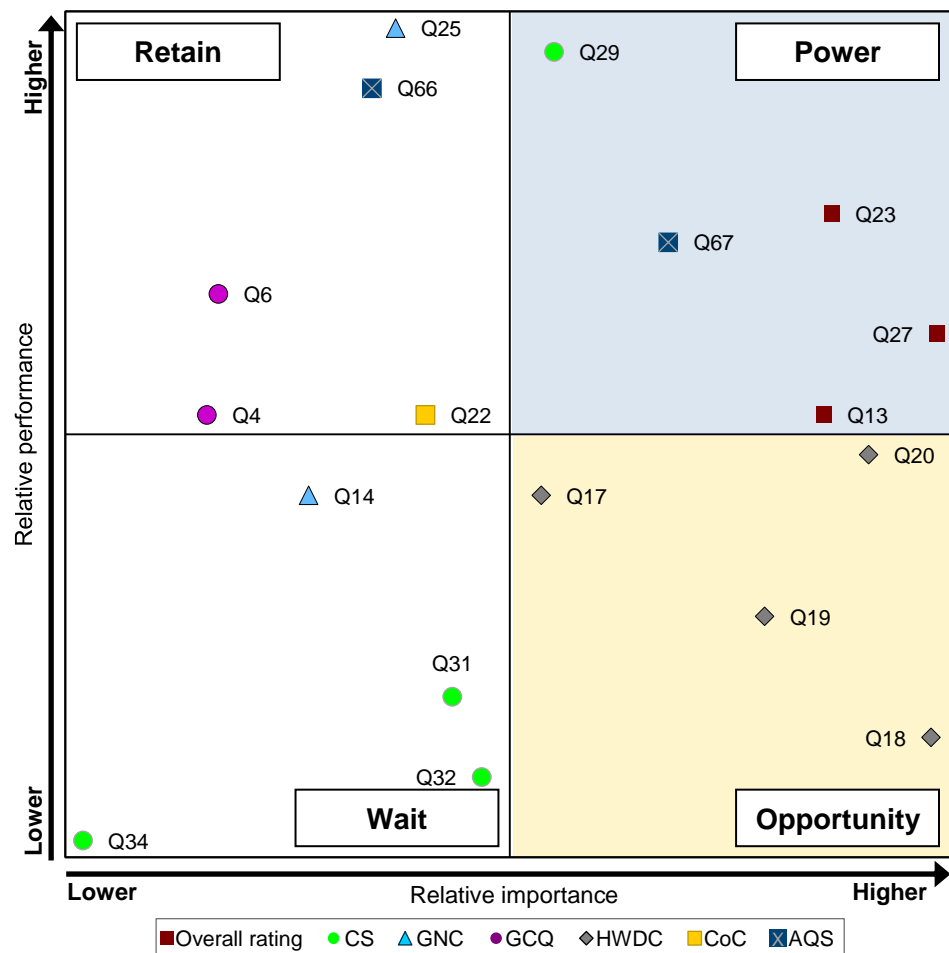 Retain
Power
Higher
Q25
Q29
Q66
Q23
Q67
Q6
Q27
Q4
Q22
Q13
Relative performance
Q20
Q14
Q17
Q19
Q31
Q18
Q32
Wait
Opportunity
Q34
Lower
Lower
Relative importance
Higher
Overall rating CS GNC GCQ HWDC CoC AQS